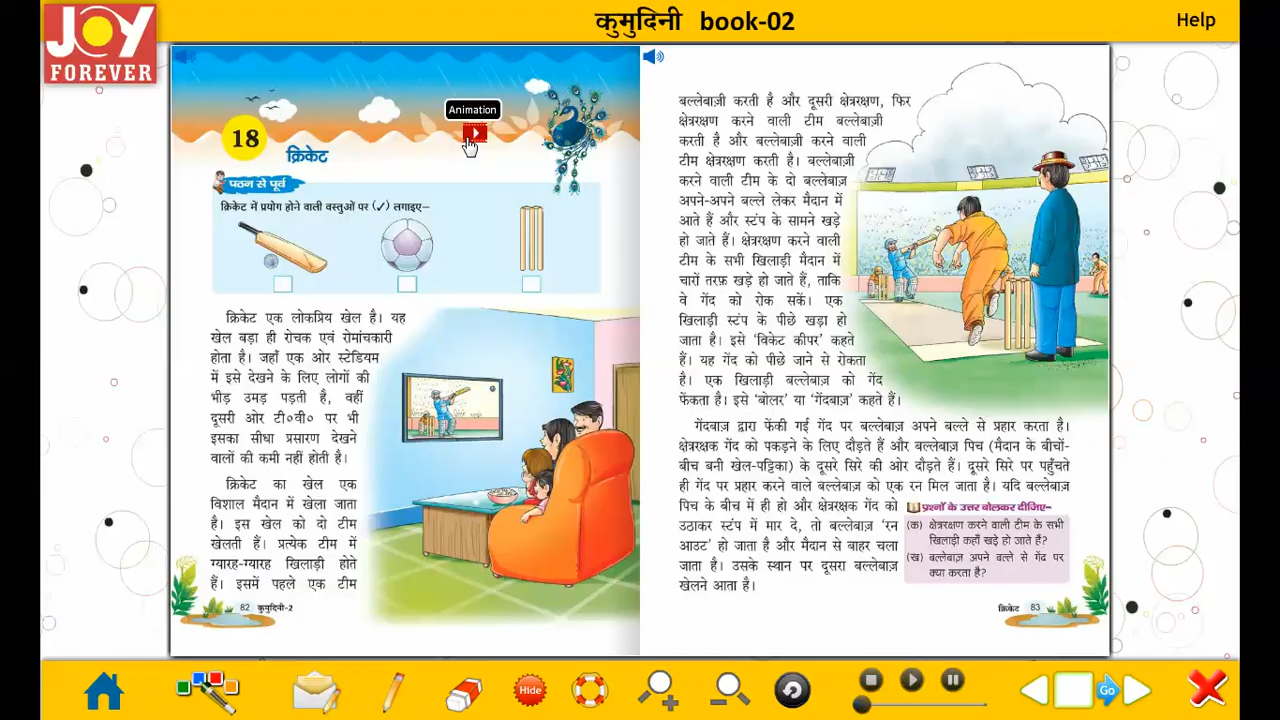 कुमुदिनी book-02
Help
JOY
FOREVER
Animation
18
क्रिकेट
पठन से पूर्व
क्रिकेट में प्रयोग होने वाली वस्तुओं पर (✓) लगाइए–
क्रिकेट एक लोकप्रिय खेल है। यह
खेल बड़ा ही रोचक एवं रोमांचकारी
होता है। जहाँ एक ओर स्टेडियम
में इसे देखने के लिए लोगों की
भीड़ उमड़ पड़ती है, वहीं
दूसरी ओर टी०वी० पर भी
इसका सीधा प्रसारण देखने
वालों की कमी नहीं होती है।
क्रिकेट का खेल एक
विशाल मैदान में खेला जाता
है। इस खेल को दो टीम
खेलती हैं। प्रत्येक टीम में
ग्यारह-ग्यारह खिलाड़ी होते
हैं। इसमें पहले एक टीम
82 कुमुदिनी-2
बल्लेबाज़ी करती है और दूसरी क्षेत्ररक्षण, फिर
क्षेत्ररक्षण करने वाली टीम बल्लेबाज़ी
करती है और बल्लेबाज़ी करने वाली
टीम क्षेत्ररक्षण करती है। बल्लेबाज़ी
करने वाली टीम के दो बल्लेबाज़
अपने-अपने बल्ले लेकर मैदान में
आते हैं और स्टंप के सामने खड़े
हो जाते हैं। क्षेत्ररक्षण करने वाली
टीम के सभी खिलाड़ी मैदान में
चारों तरफ़ खड़े हो जाते हैं, ताकि
वे गेंद को रोक सकें। एक
खिलाड़ी स्टंप के पीछे खड़ा हो
जाता है। इसे 'विकेट कीपर' कहते
हैं। यह गेंद को पीछे जाने से रोकता
है। एक खिलाड़ी बल्लेबाज़ को गेंद
फेंकता है। इसे 'बोलर' या 'गेंदबाज़' कहते हैं।
गेंदबाज़ द्वारा फेंकी गई गेंद पर बल्लेबाज़ अपने बल्ले से प्रहार करता है।
क्षेत्ररक्षक गेंद को पकड़ने के लिए दौड़ते हैं और बल्लेबाज़ पिच (मैदान के बीचों-
बीच बनी खेल-पट्टिका) के दूसरे सिरे की ओर दौड़ते हैं। दूसरे सिरे पर पहुँचते
ही गेंद पर प्रहार करने वाले बल्लेबाज़ को एक रन मिल जाता है। यदि बल्लेबाज़
पिच के बीच में ही हो और क्षेत्ररक्षक गेंद को
उठाकर स्टंप में मार दे, तो बल्लेबाज़ 'रन
आउट' हो जाता है और मैदान से बाहर चला
जाता है। उसके स्थान पर दूसरा बल्लेबाज़
खेलने आता है।
प्रश्नों के उत्तर बोलकर दीजिए–
(क) क्षेत्ररक्षण करने वाली टीम के सभी
खिलाड़ी कहाँ खड़े हो जाते हैं?
(ख) बल्लेबाज़ अपने बल्ले से गेंद पर
क्या करता है?
क्रिकेट 83
Hide
Go